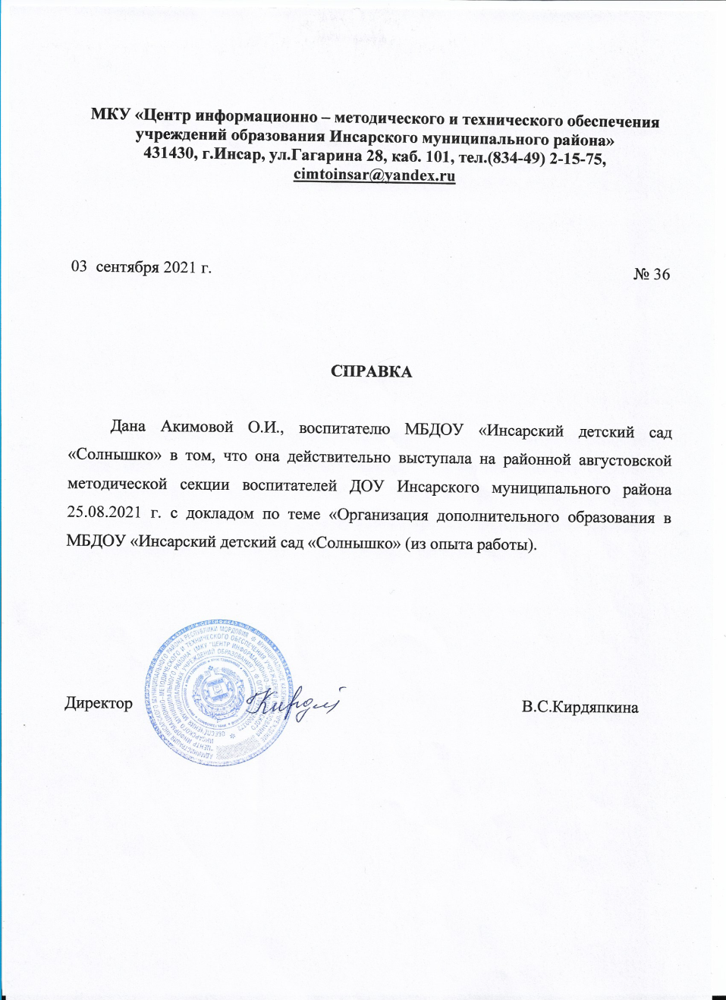 МКУ «Центр информационно – методического и технического обеспечения
учреждений образования Инсарского муниципального района»
431430, г.Инсар, ул.Гагарина 28, каб. 101, тел.(834-49) 2-15-75,
cimtoinsar@yandex.ru
03 сентября 2021 г.
№ 36
СПРАВКА
Дана Акимовой О.И., воспитателю МБДОУ «Инсарский детский сад
«Солнышко» в том, что она действительно выступала на районной августовской
методической секции воспитателей ДОУ Инсарского муниципального района
25.08.2021 г. с докладом по теме «Организация дополнительного образования в
МБДОУ «Инсарский детский сад «Солнышко» (из опыта работы).
Директор
В.С.Кирдяпкина